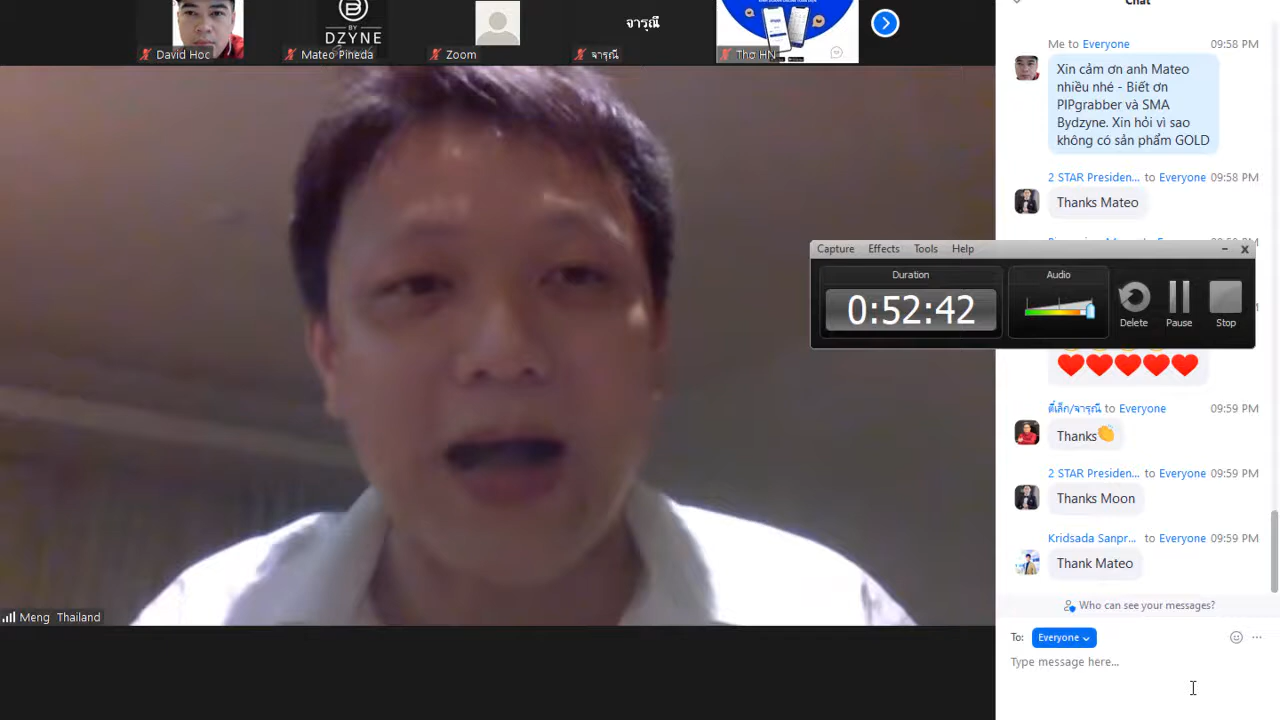 BY
DZYNE
จารุณี
David Hoc
Mateo Pineda
Zoom
จารุณี
Thơ HN
Meng Thailand
Chat
Me to Everyone 09:58 PM
Xin cảm ơn anh Mateo
nhiều nhé - Biết ơn
PIPgrabber và SMA
Bydzyne. Xin hỏi vì sao
không có sản phẩm GOLD
2 STAR Presiden... to Everyone 09:58 PM
Thanks Mateo
Capture Effects Tools Help
Duration
0:52:42
Audio
Delete
Pause
Stop
ตี๋เล็ก/จารุณี to Everyone 09:59 PM
Thanks
2 STAR Presiden... to Everyone 09:59 PM
Thanks Moon
Kridsada Sanpr... to Everyone 09:59 PM
Thank Mateo
Who can see your messages?
To: Everyone
Type message here...